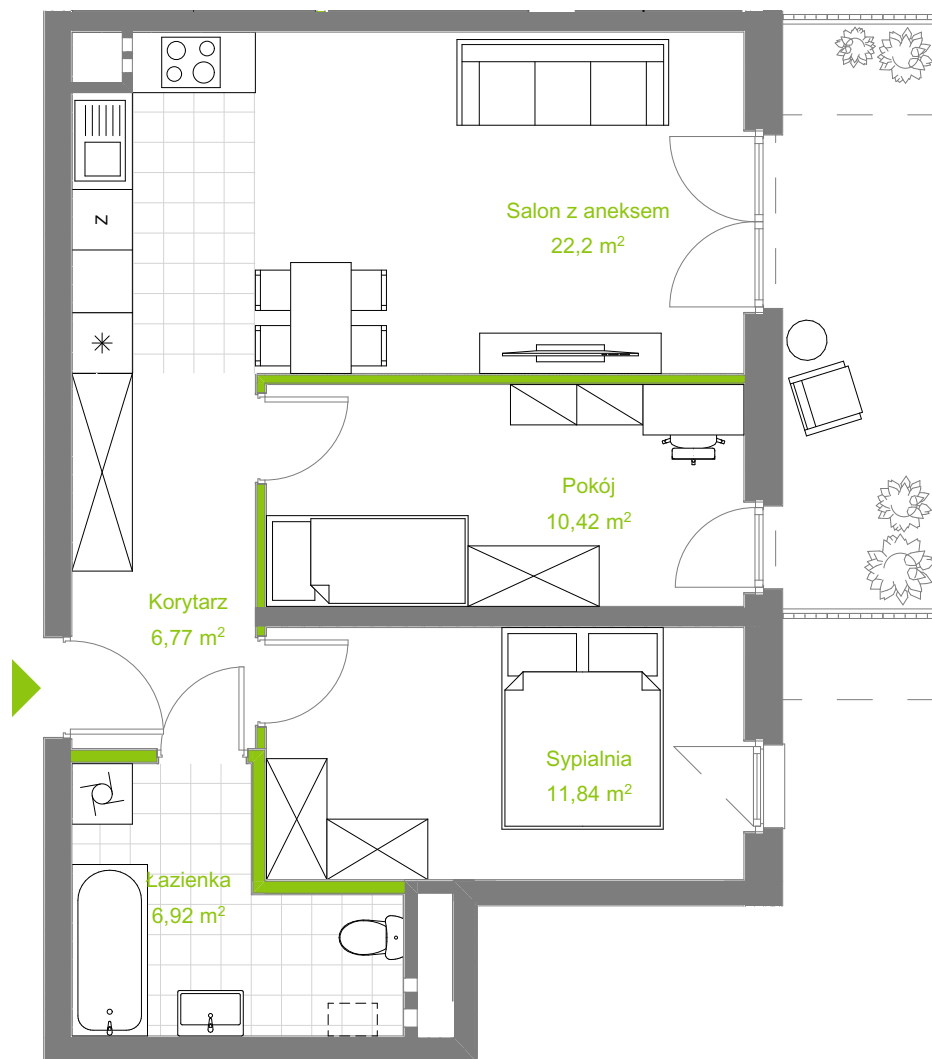 Salon z aneksem
22,2 m²
Z
Pokój
10,42 m²
Korytarz
6,77 m²
Sypialnia
11,84 m²
Łazienka
6,92 m²